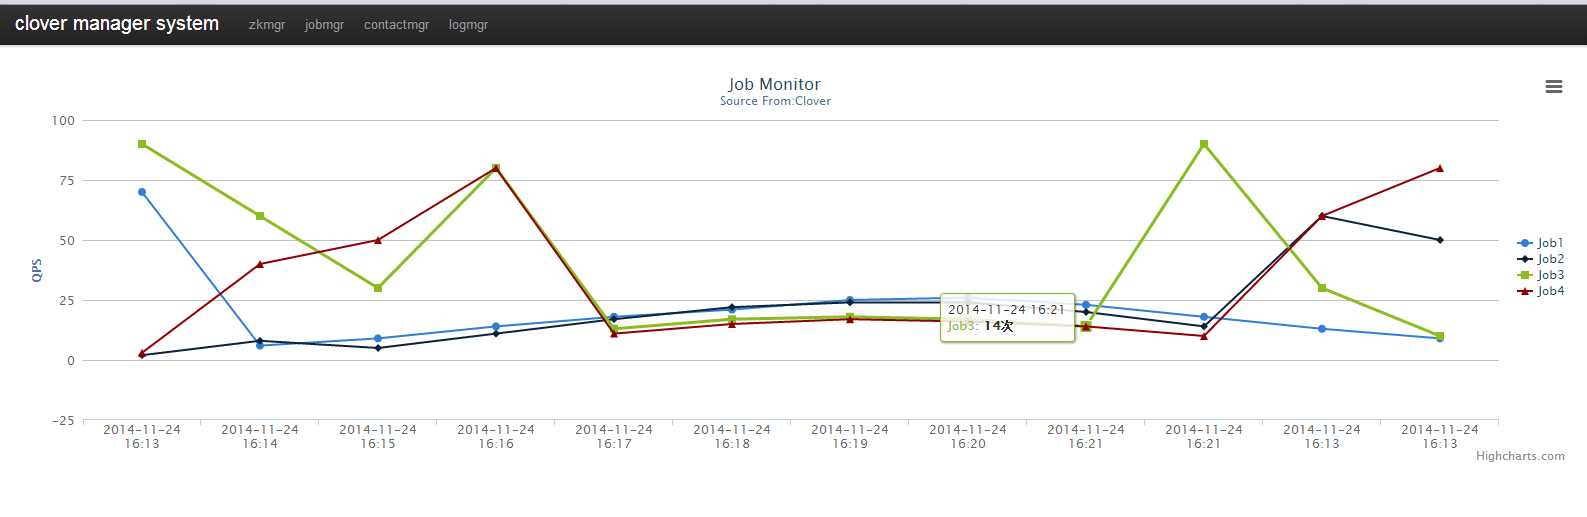 clover manager system zkmgr jobmgr contactmgr logmgr
Job Monitor
Source From:Clover
100
75
50
25
0
-25
QPS
2014-11-24 16:21
Job3: 14次
Job1
Job2
Job3
Job4
2014-11-24 2014-11-24 2014-11-24 2014-11-24 2014-11-24 2014-11-24 2014-11-24 2014-11-24 2014-11-24 2014-11-24 2014-11-24 2014-11-24
16:13 16:14 16:15 16:16 16:17 16:18 16:19 16:20 16:21 16:21 16:13 16:13
Highcharts.com